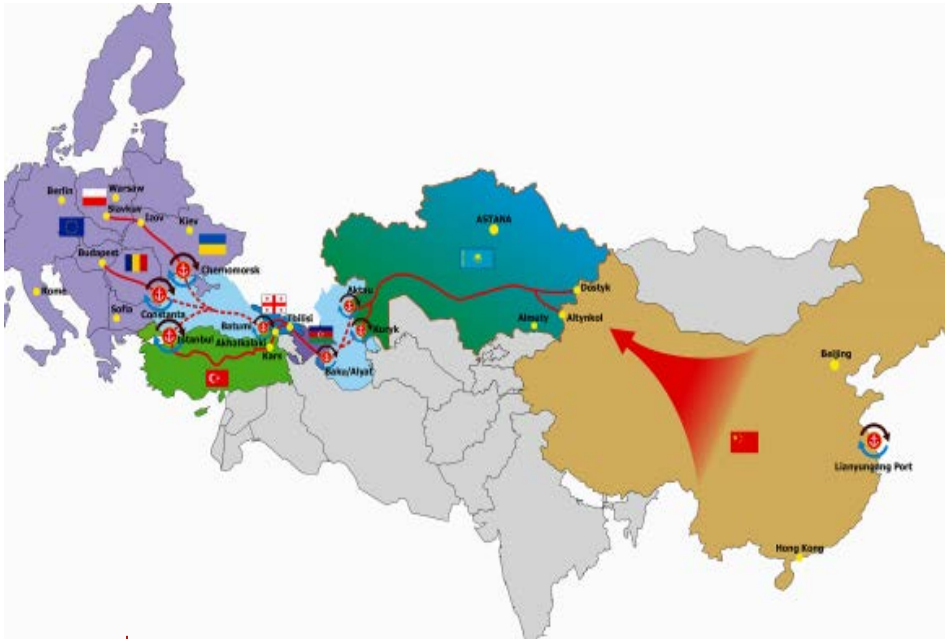 Berlin
Warsaw
Slavkuv
Izov
Kiev
Budapest
Chernomorsk
Rome
Constanta
Sofia
Istanbul
Batumi
Tbilisi
Akhalkalaki
Kars
Baku/Alyat
Aktau
Kuryk
ASTANA
Dostyk
Almaty
Altynkol
Beijing
Lianyungang Port
Hong Kong